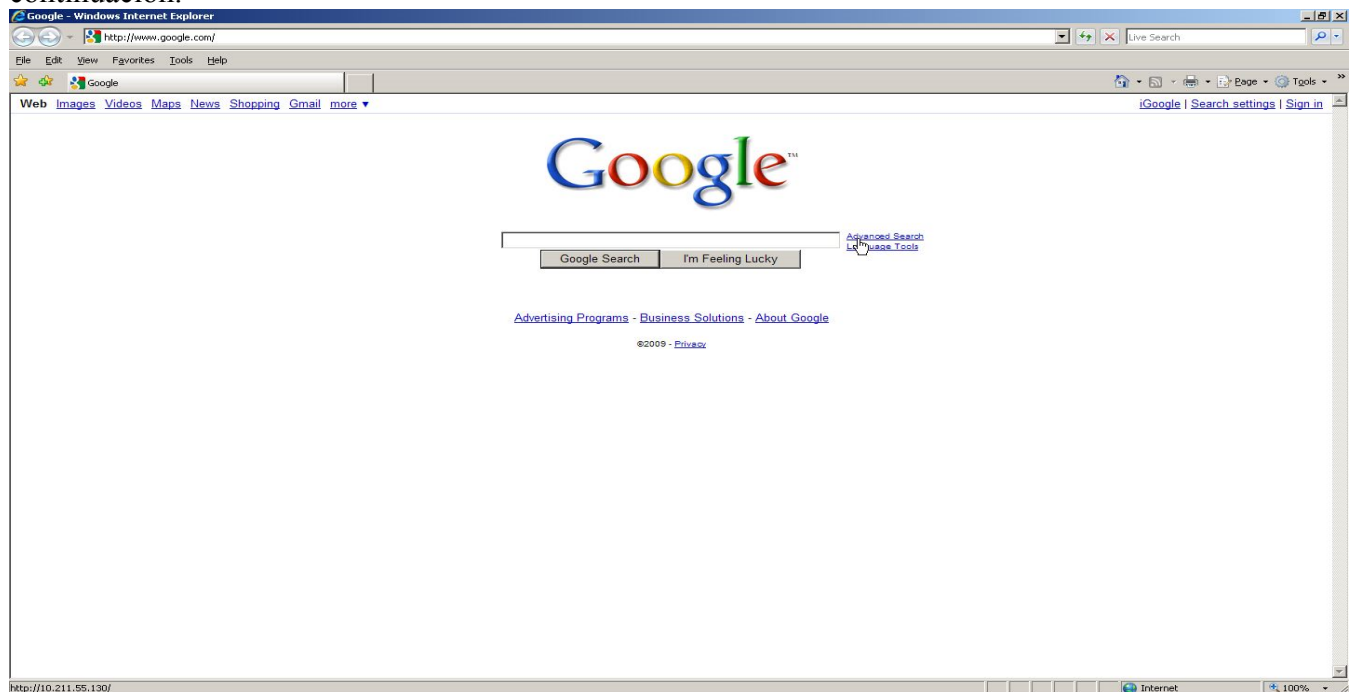 continuación.
Google - Windows Internet Explorer
http://www.google.com/
Live Search
File Edit View Favorites Tools Help
Google
Page Tools »
Web Images Videos Maps News Shopping Gmail more ▼
iGoogle | Search settings | Sign in
Google™
Advanced Search
Language Tools
Google Search I'm Feeling Lucky
Advertising Programs - Business Solutions - About Google
©2009 - Privacy
http://10.211.55.130/
Internet 100%